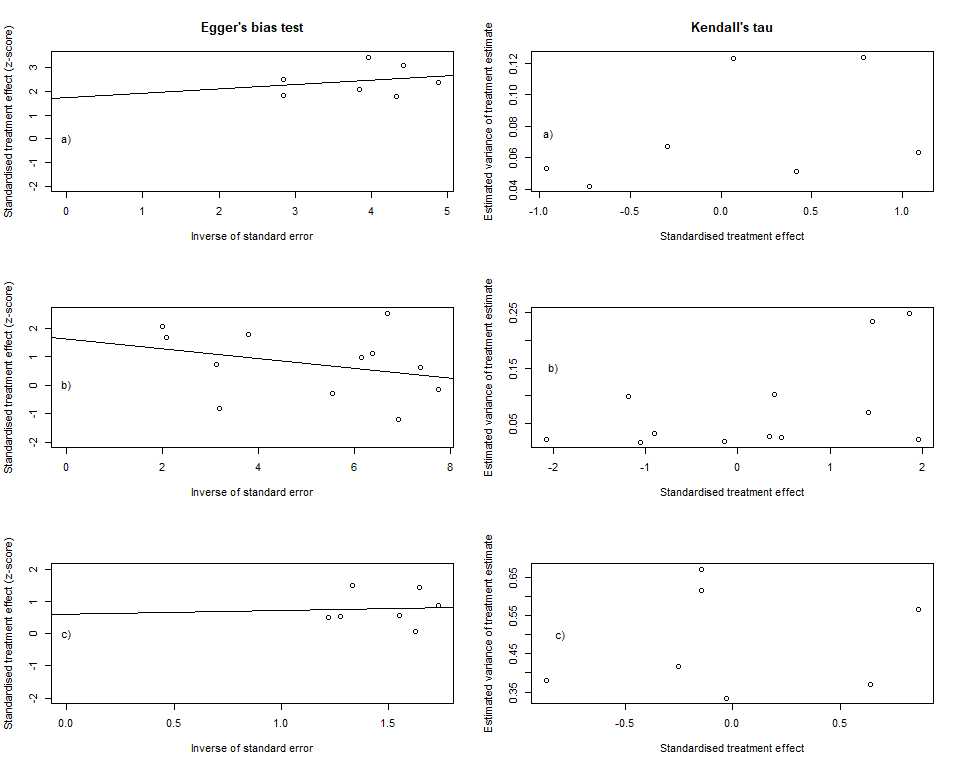 Egger's bias test
Kendall's tau
Standardised treatment effect (z-score)
3
2
1
0
-1
-2
a)
0 1 2 3 4 5
Inverse of standard error
Estimated variance of treatment estimate
0.12
0.10
0.08
0.06
0.04
a)
-1.0 -0.5 0.0 0.5 1.0
Standardised treatment effect
Standardised treatment effect (z-score)
2
1
0
-1
-2
b)
0 2 4 6 8
Inverse of standard error
Estimated variance of treatment estimate
0.25
0.15
0.05
b)
-2 -1 0 1 2
Standardised treatment effect
Standardised treatment effect (z-score)
2
1
0
-1
-2
c)
0.0 0.5 1.0 1.5
Inverse of standard error
Estimated variance of treatment estimate
0.65
0.55
0.45
0.35
c)
-0.5 0.0 0.5
Standardised treatment effect